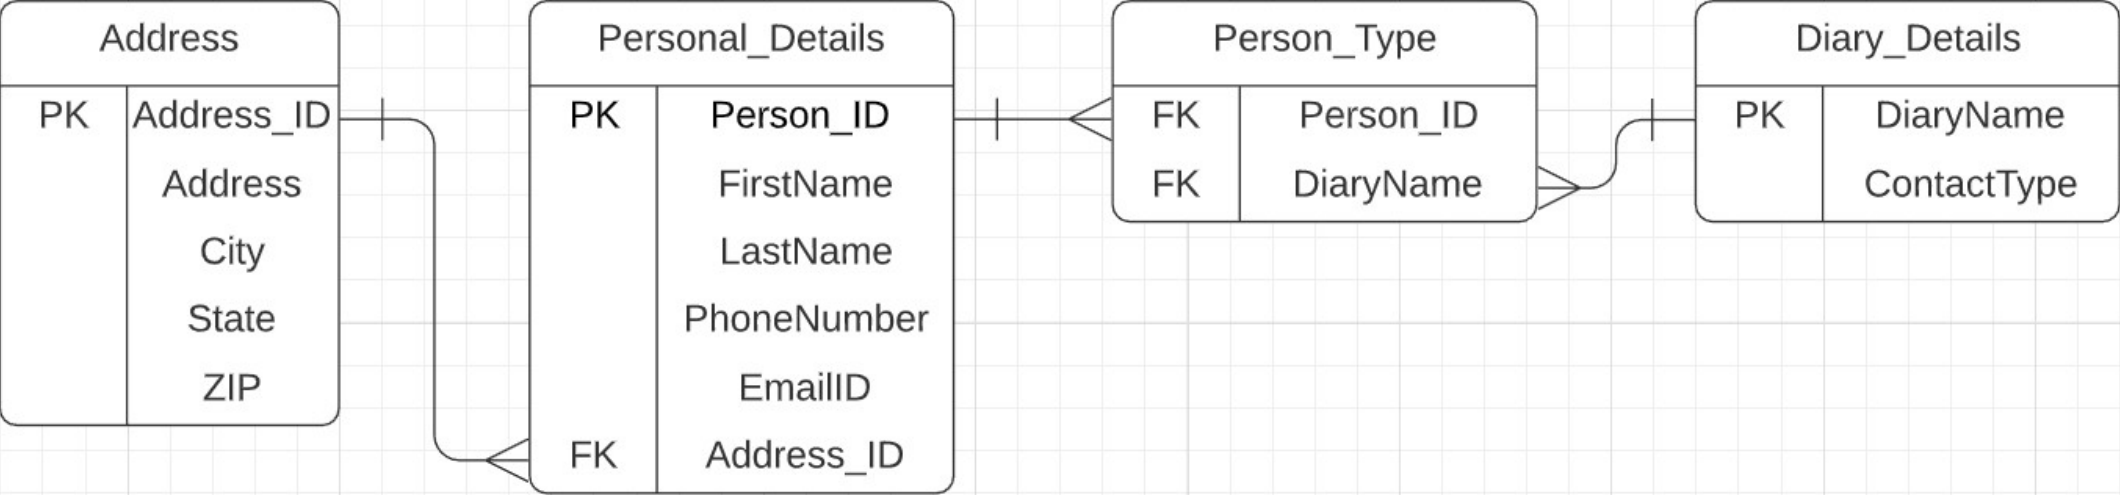 Address
PK Address_ID
Address
City
State
ZIP
Personal_Details
PK Person_ID
FirstName
LastName
PhoneNumber
EmailID
FK Address_ID
Person_Type
FK Person_ID
FK DiaryName
Diary_Details
PK DiaryName
ContactType